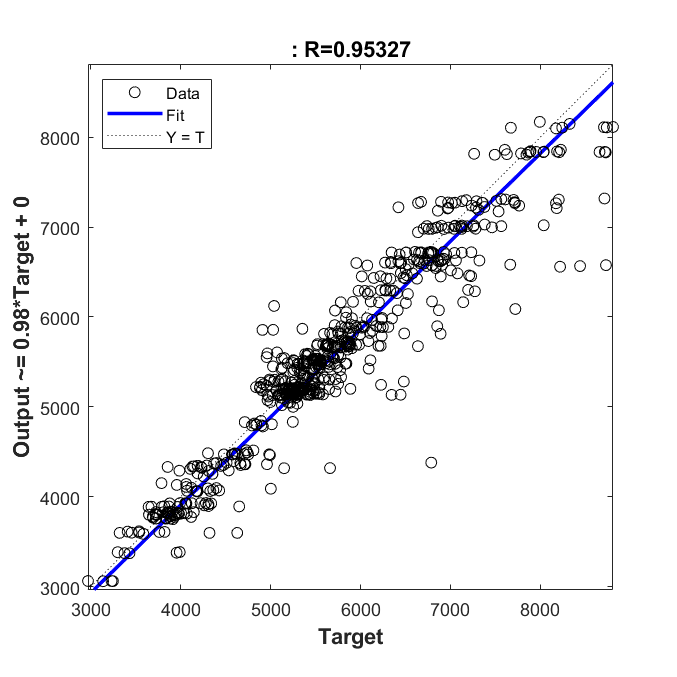 : R=0.95327
Data
Fit
Y = T
Output ~= 0.98*Target + 0
8000
7000
6000
5000
4000
3000
3000 4000 5000 6000 7000 8000
Target